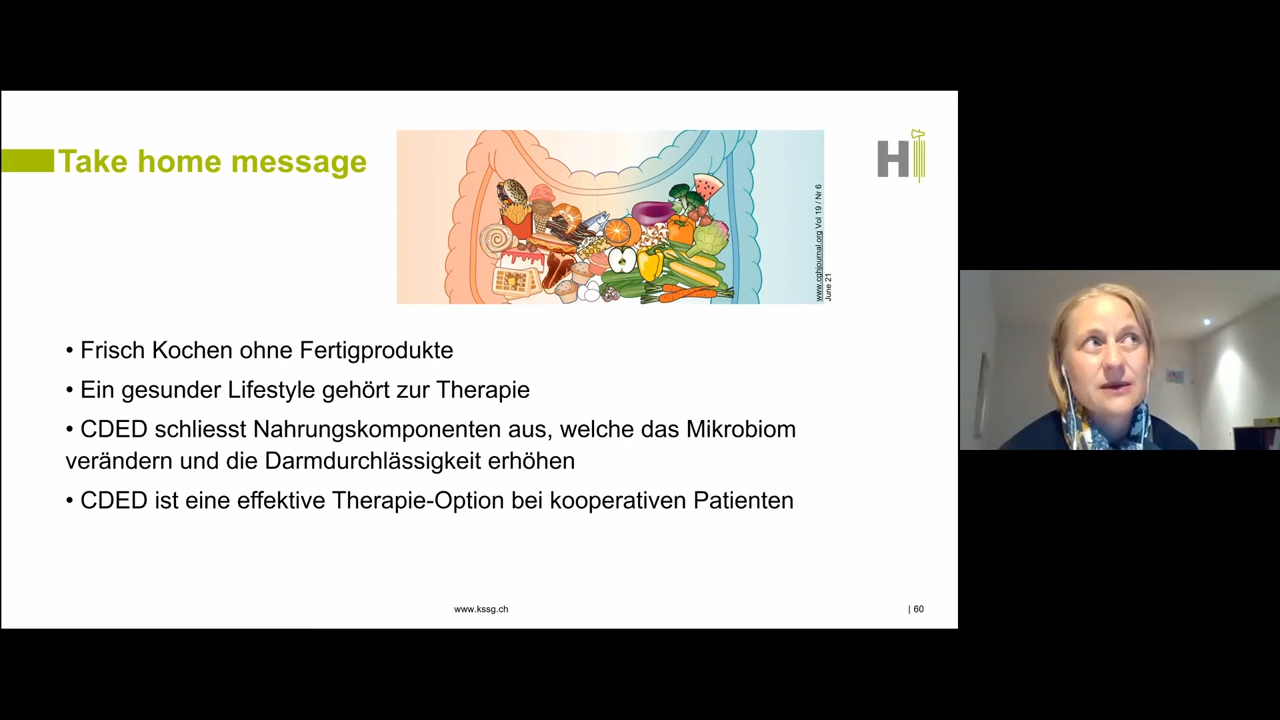 Take home message
www.cghjournal.org Vol 19 / Nr 6
June 21
H
• Frisch Kochen ohne Fertigprodukte
• Ein gesunder Lifestyle gehört zur Therapie
• CDED schliesst Nahrungskomponenten aus, welche das Mikrobiom
verändern und die Darmdurchlässigkeit erhöhen
• CDED ist eine effektive Therapie-Option bei kooperativen Patienten
www.kssg.ch
| 60